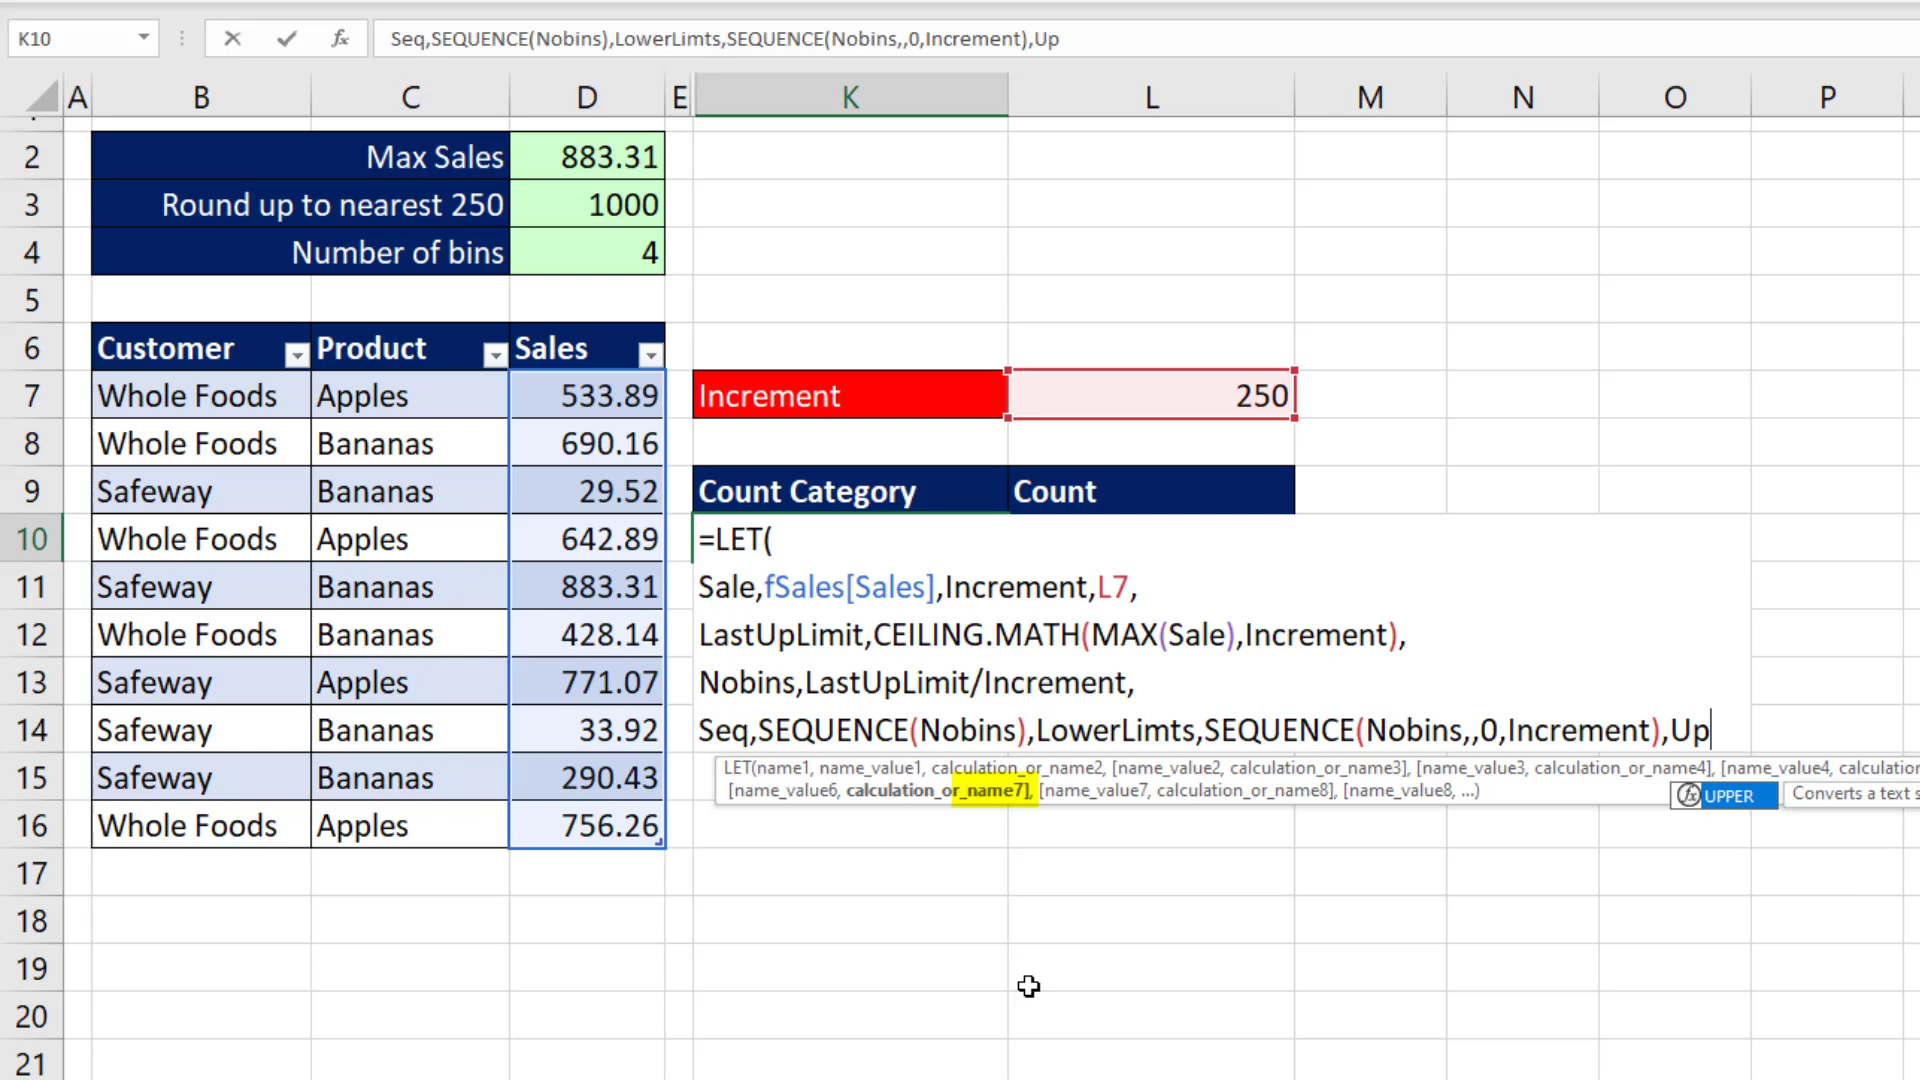 K10
fx
Seq,SEQUENCE(Nobins),LowerLimts,SEQUENCE(Nobins,,0,Increment),Up
A B C D E K L M N O P
2 Max Sales 883.31
3 Round up to nearest 250 1000
4 Number of bins 4
5
6 Customer Product Sales
7 Whole Foods Apples 533.89 Increment 250
8 Whole Foods Bananas 690.16
9 Safeway Bananas 29.52 Count Category Count
10 Whole Foods Apples 642.89 =LET(
11 Safeway Bananas 883.31 Sale,fSales[Sales],Increment,L7,
12 Whole Foods Bananas 428.14 LastUpLimit,CEILING.MATH(MAX(Sale),Increment),
13 Safeway Apples 771.07 Nobins,LastUpLimit/Increment,
14 Safeway Bananas 33.92 Seq,SEQUENCE(Nobins),LowerLimts,SEQUENCE(Nobins,,0,Increment),Up
LET(name1, name_value1, calculation_or_name2, [name_value2, calculation_or_name3], [name_value3, calculation_or_name4], [name_value4, calculation
15 Safeway Bananas 290.43 [name_value6, calculation_or_name7], [name_value7, calculation_or_name8], [name_value8, ...) fx UPPER Converts a text s
16 Whole Foods Apples 756.26
17
18
19
20
21